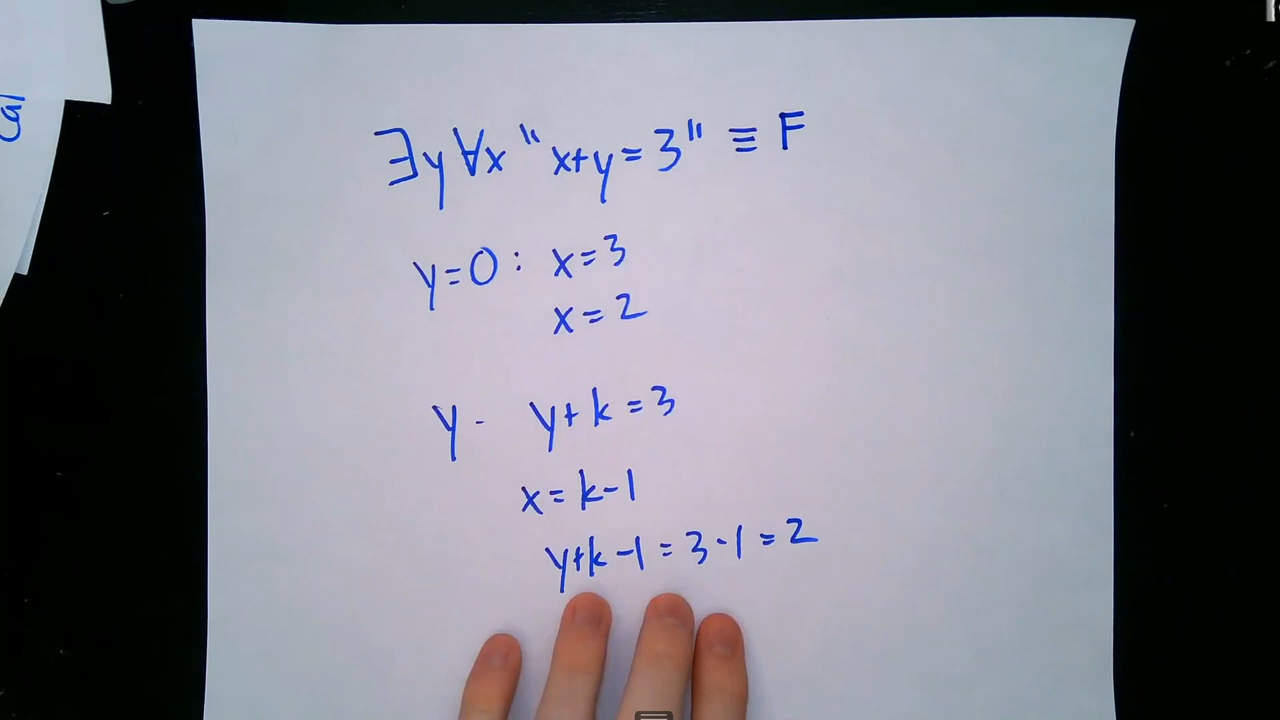 ∃y∀x "x+y=3" ≡ F
y=0: x=3
x=2
y - y+k=3
x=k-1
y+k-1=3-1=2